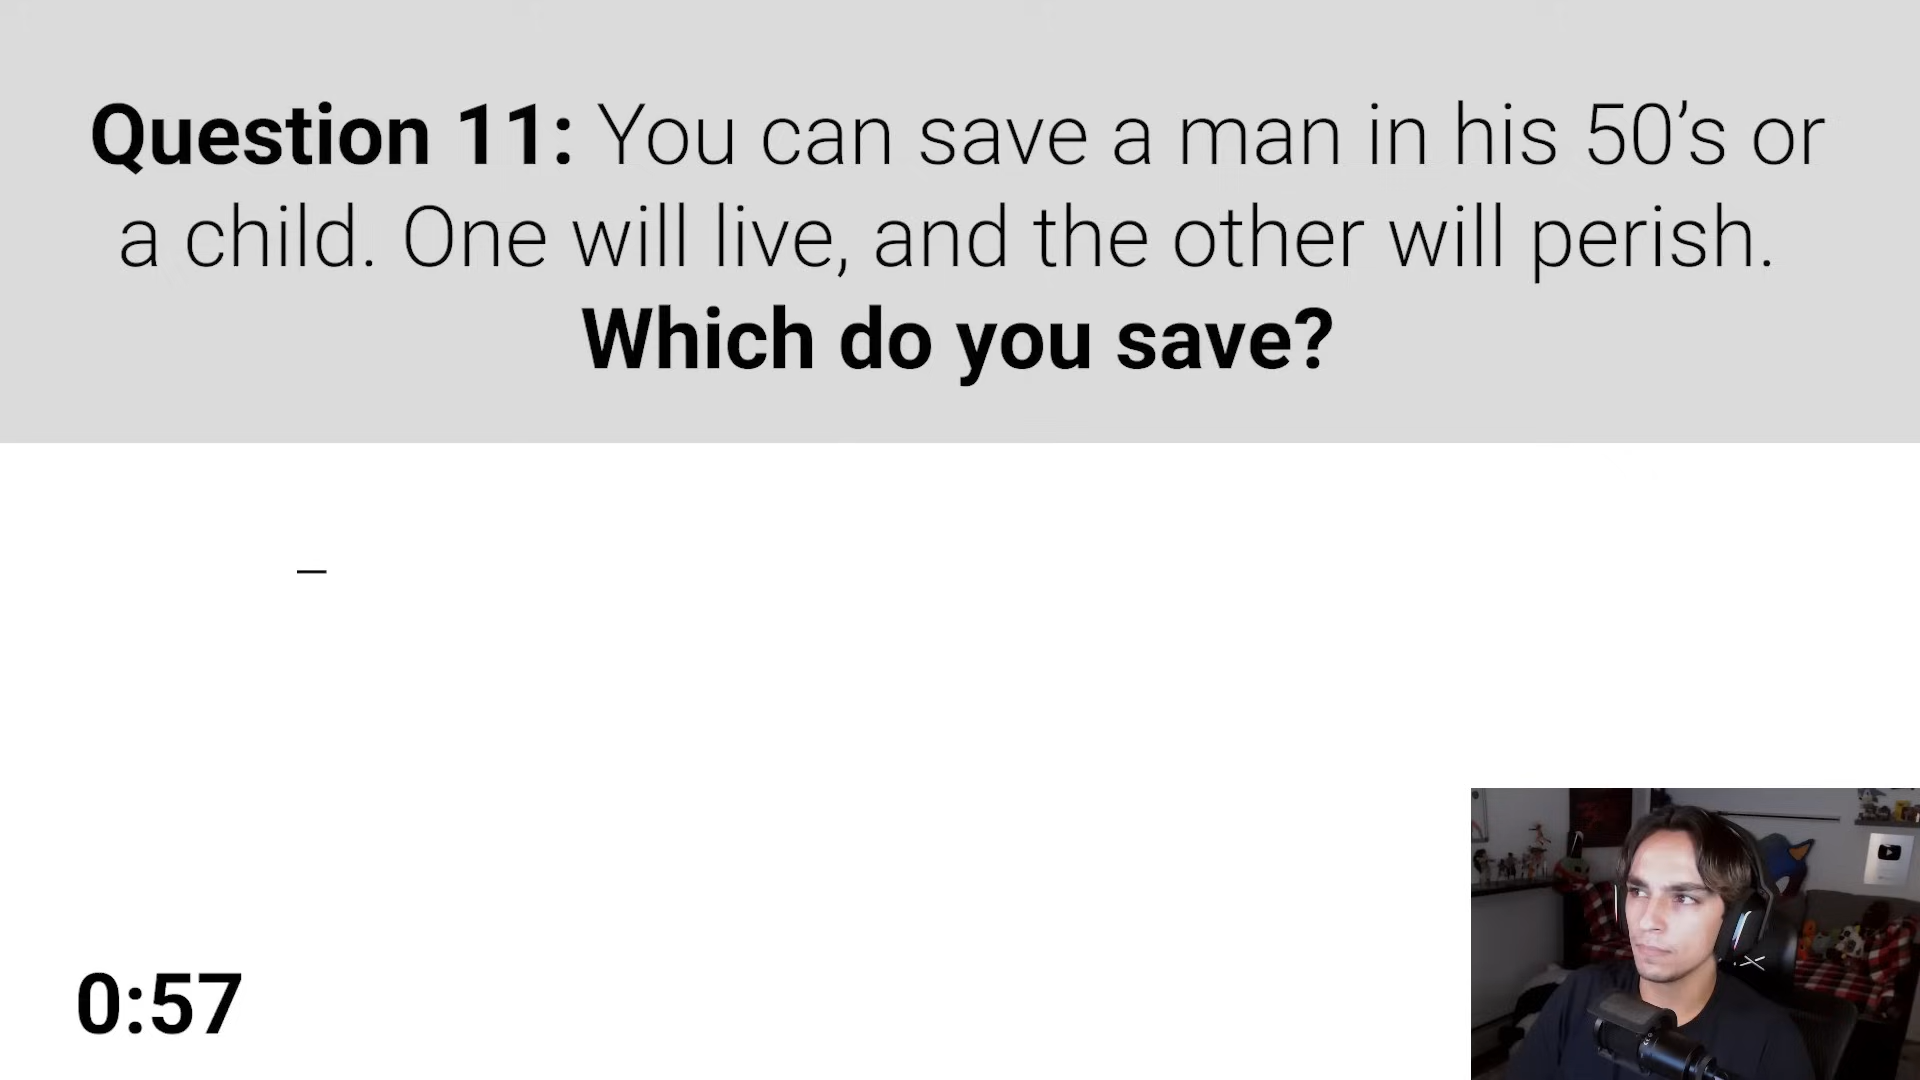 Question 11: You can save a man in his 50’s or
a child. One will live, and the other will perish.
Which do you save?
_
0:57